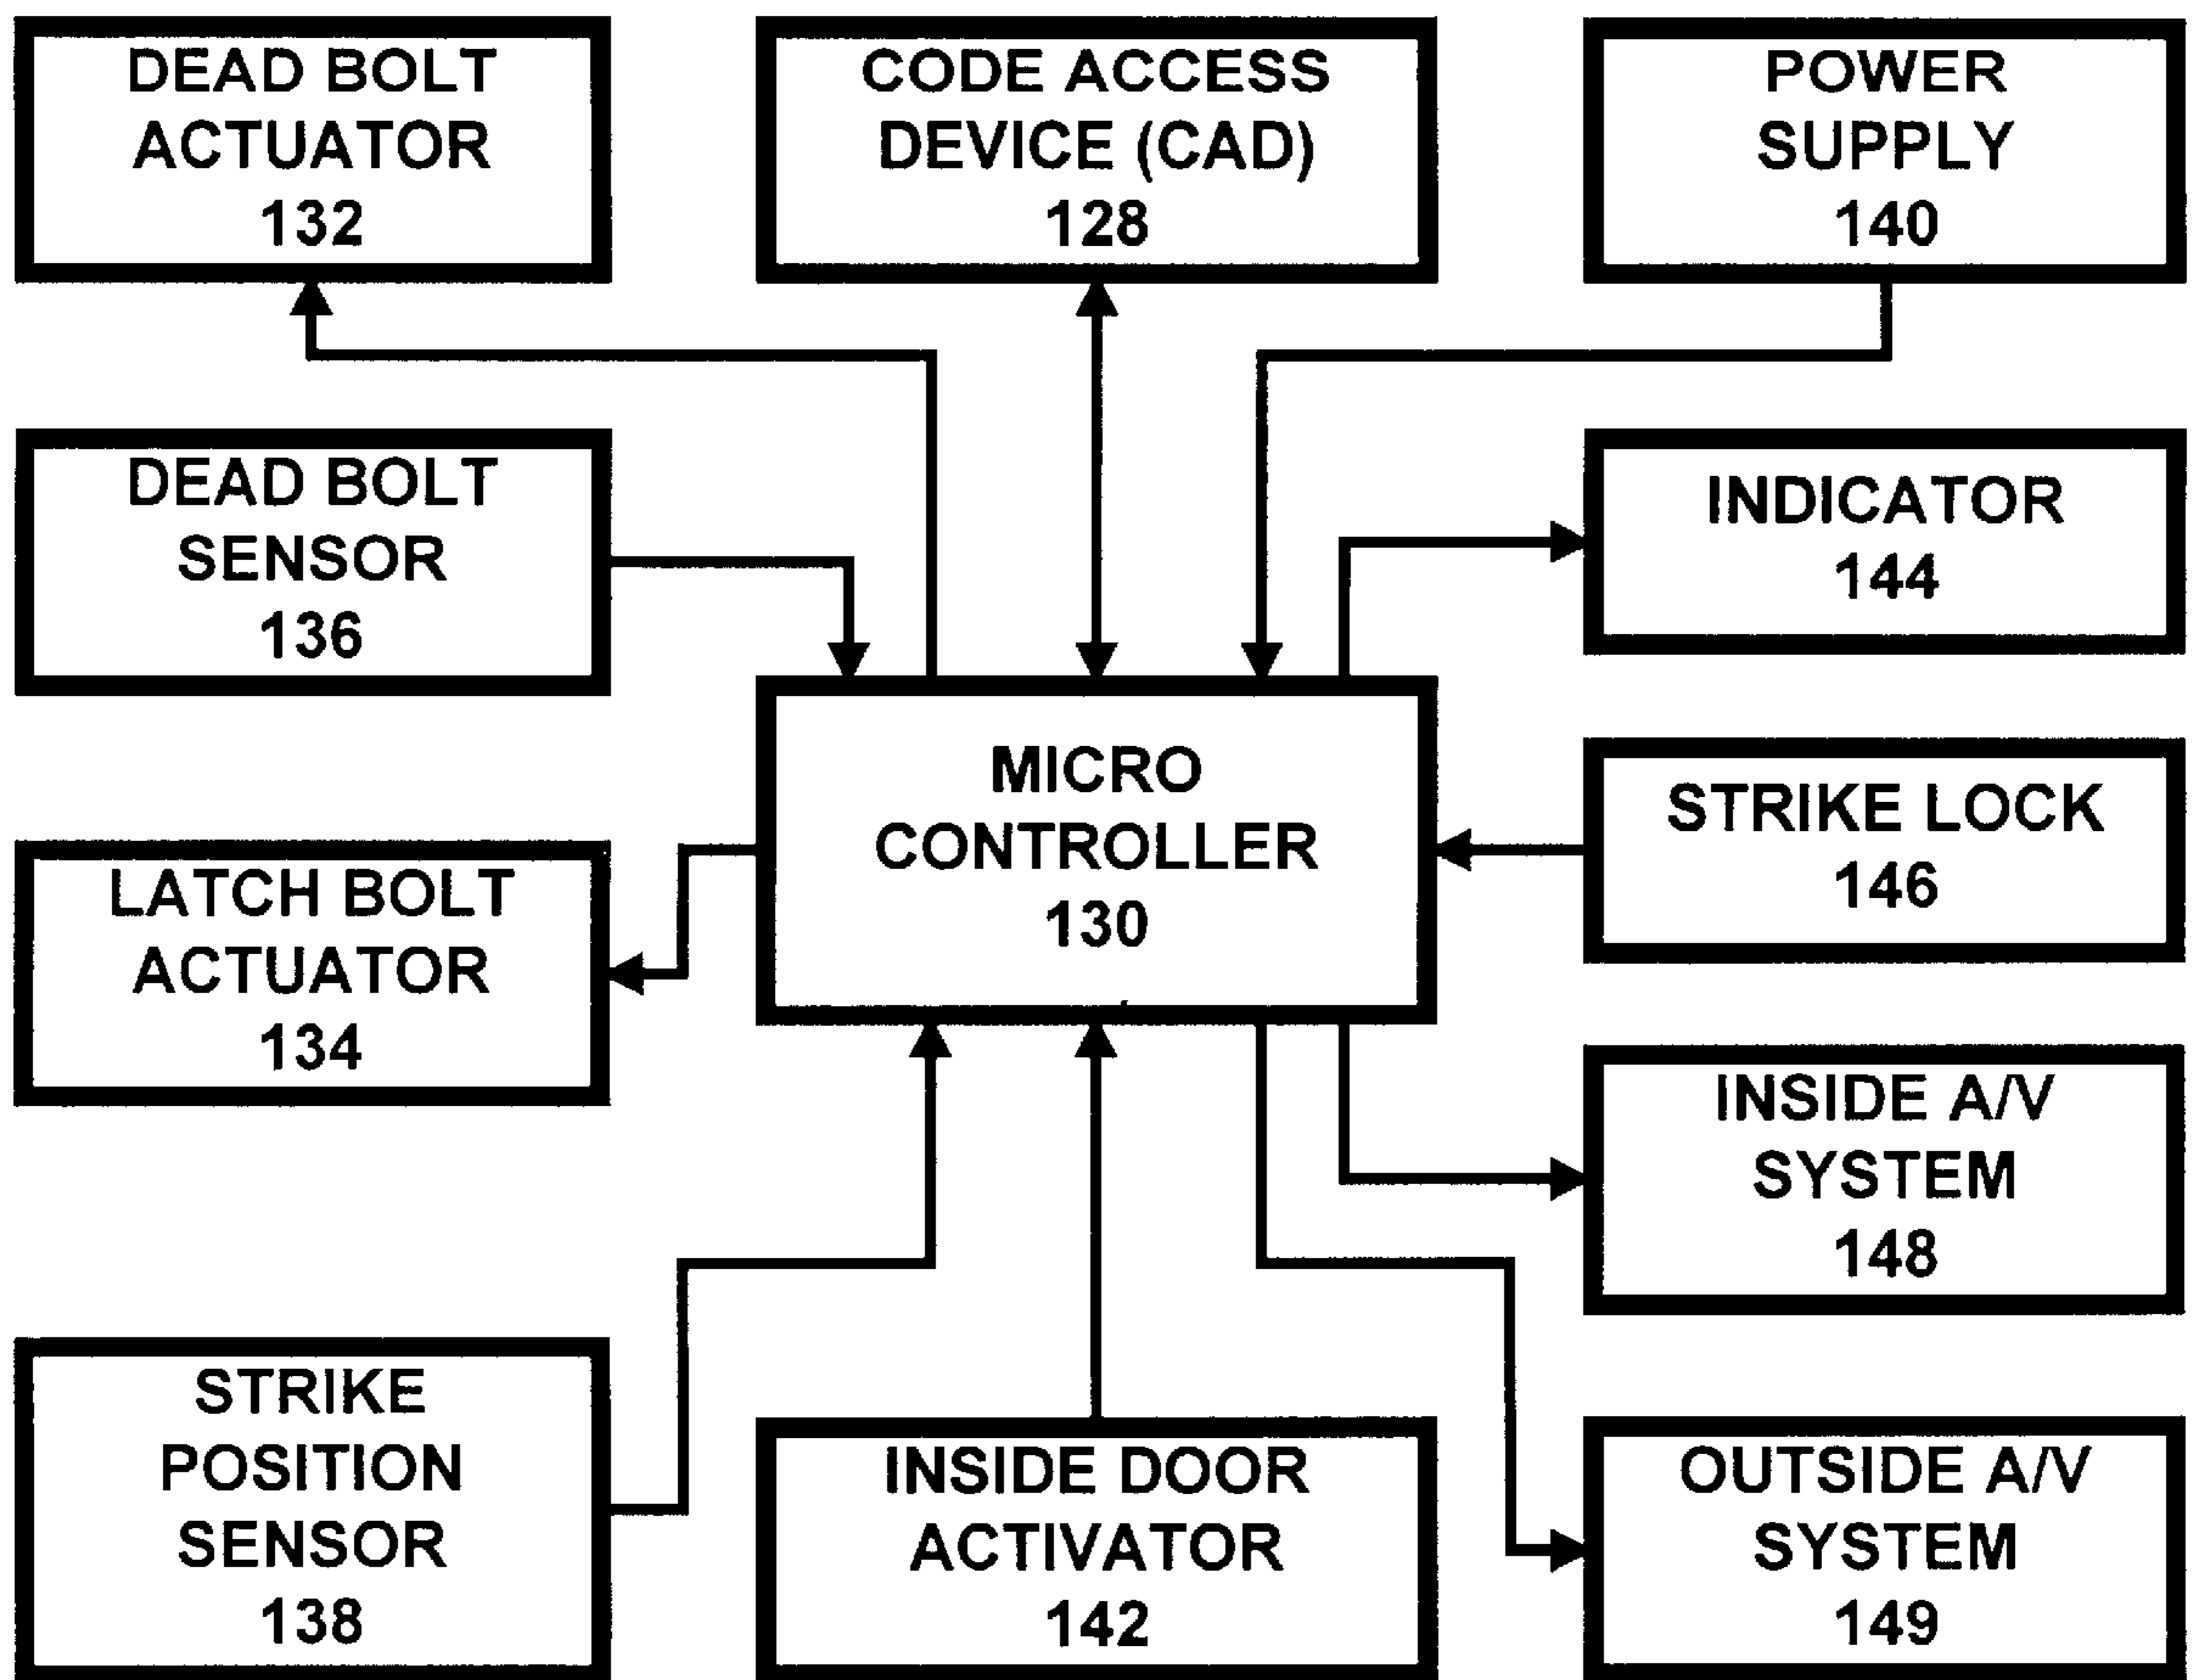 DEAD BOLT
ACTUATOR
132
CODE ACCESS
DEVICE (CAD)
128
POWER
SUPPLY
140
DEAD BOLT
SENSOR
136
INDICATOR
144
MICRO
CONTROLLER
130
STRIKE LOCK
146
LATCH BOLT
ACTUATOR
134
INSIDE A/V
SYSTEM
148
STRIKE
POSITION
SENSOR
138
INSIDE DOOR
ACTIVATOR
142
OUTSIDE A/V
SYSTEM
149